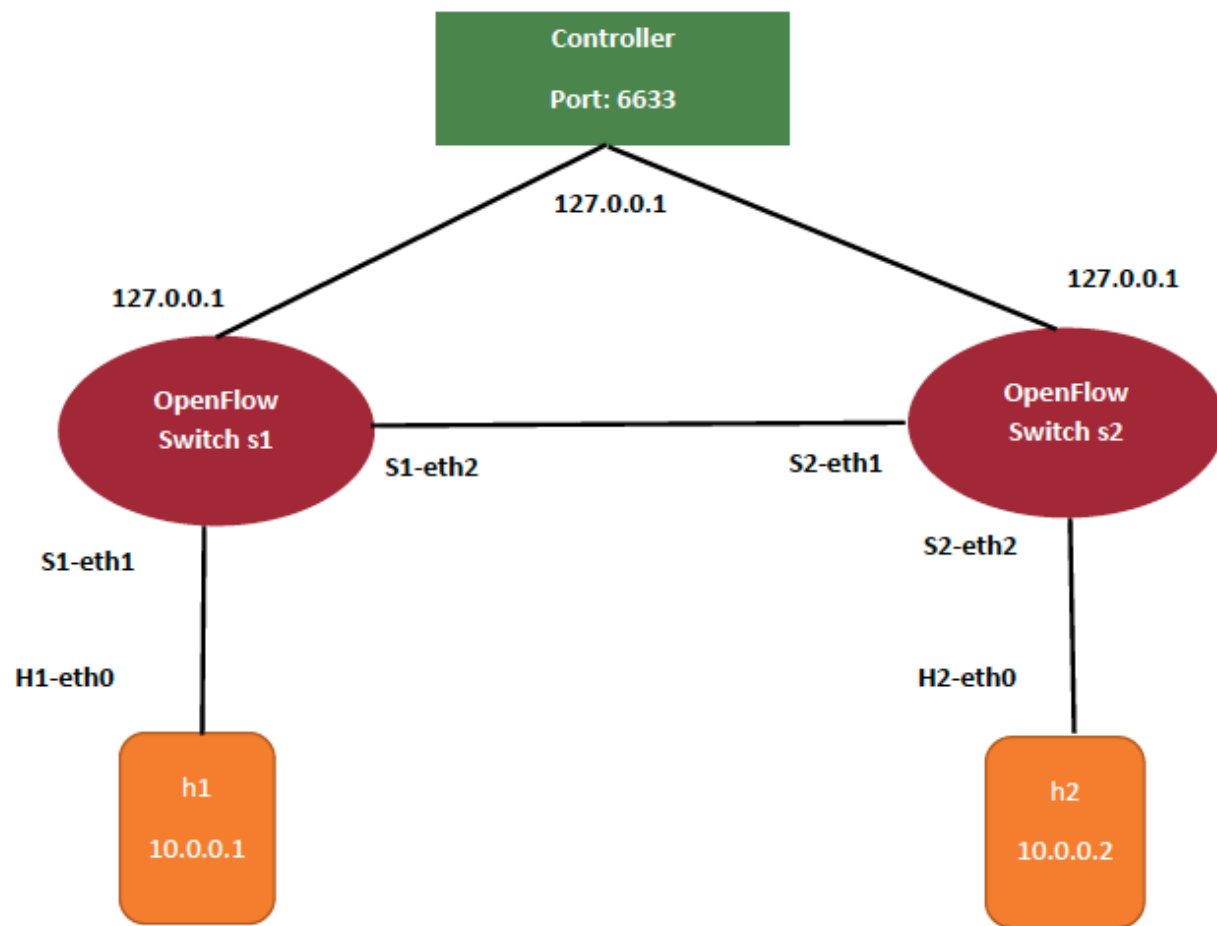 Controller
Port: 6633
127.0.0.1
127.0.0.1
127.0.0.1
OpenFlow
Switch s1
OpenFlow
Switch s2
S1-eth2
S2-eth1
S1-eth1
S2-eth2
H1-eth0
H2-eth0
h1
10.0.0.1
h2
10.0.0.2